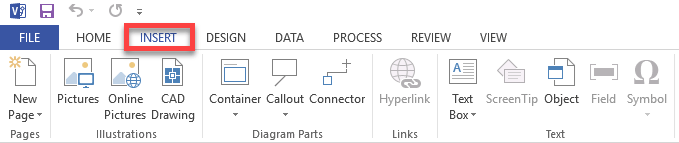 FILE HOME INSERT DESIGN DATA PROCESS REVIEW VIEW
New Pictures Online CAD Container Callout Connector Hyperlink Text ScreenTip Object Field Symbol
Page Pictures Drawing Box
Pages Illustrations Diagram Parts Links Text